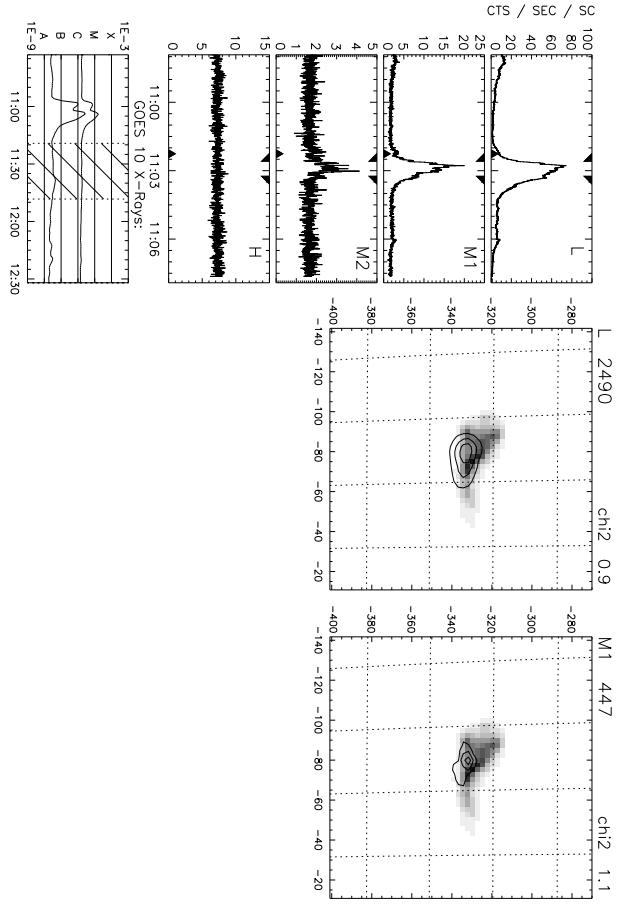 CTS / SEC / SC
100
80
60
40
20
0
L
25
20
15
10
5
0
M1
5
4
3
2
1
0
M2
15
10
5
0
H
11:00 11:03 11:06
GOES 10 X-Rays:
1E-3
X
M
C
B
A
1E-9
11:00 11:30 12:00 12:30
L 2490 chi2 0.9
-280
-300
-320
-340
-360
-380
-400
-140 -120 -100 -80 -60 -40 -20
M1 447 chi2 1.1
-280
-300
-320
-340
-360
-380
-400
-140 -120 -100 -80 -60 -40 -20